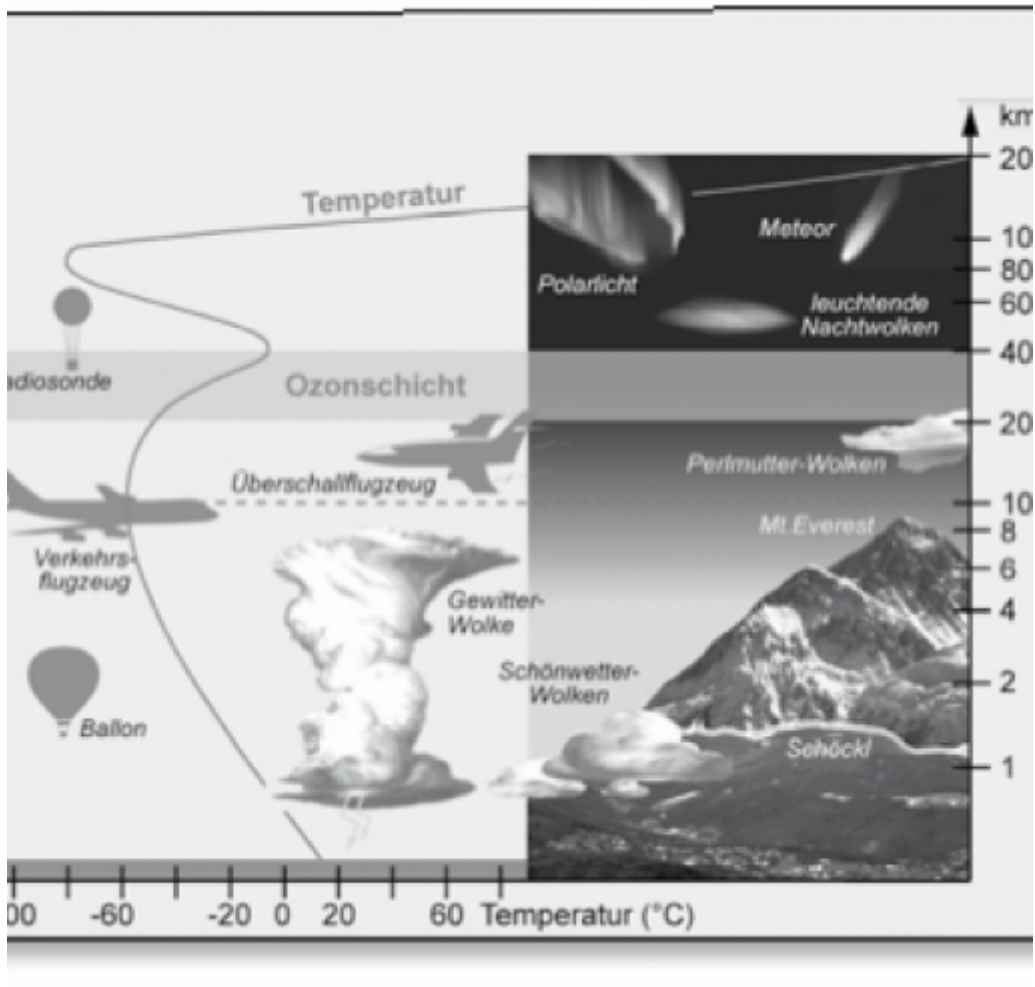 km
Temperatur
20
Meteor
10
Polarlicht
80
leuchtende
Nachtwolken
60
adiosonde
Ozonschicht
40
20
Perlmutter-Wolken
Überschallflugzeug
10
Mt.Everest
8
Verkehrs-
flugzeug
6
Gewitter-
Wolke
4
Schönwetter-
Wolken
2
Ballon
Schöckl
1
00 -60 -20 0 20 60 Temperatur (°C)